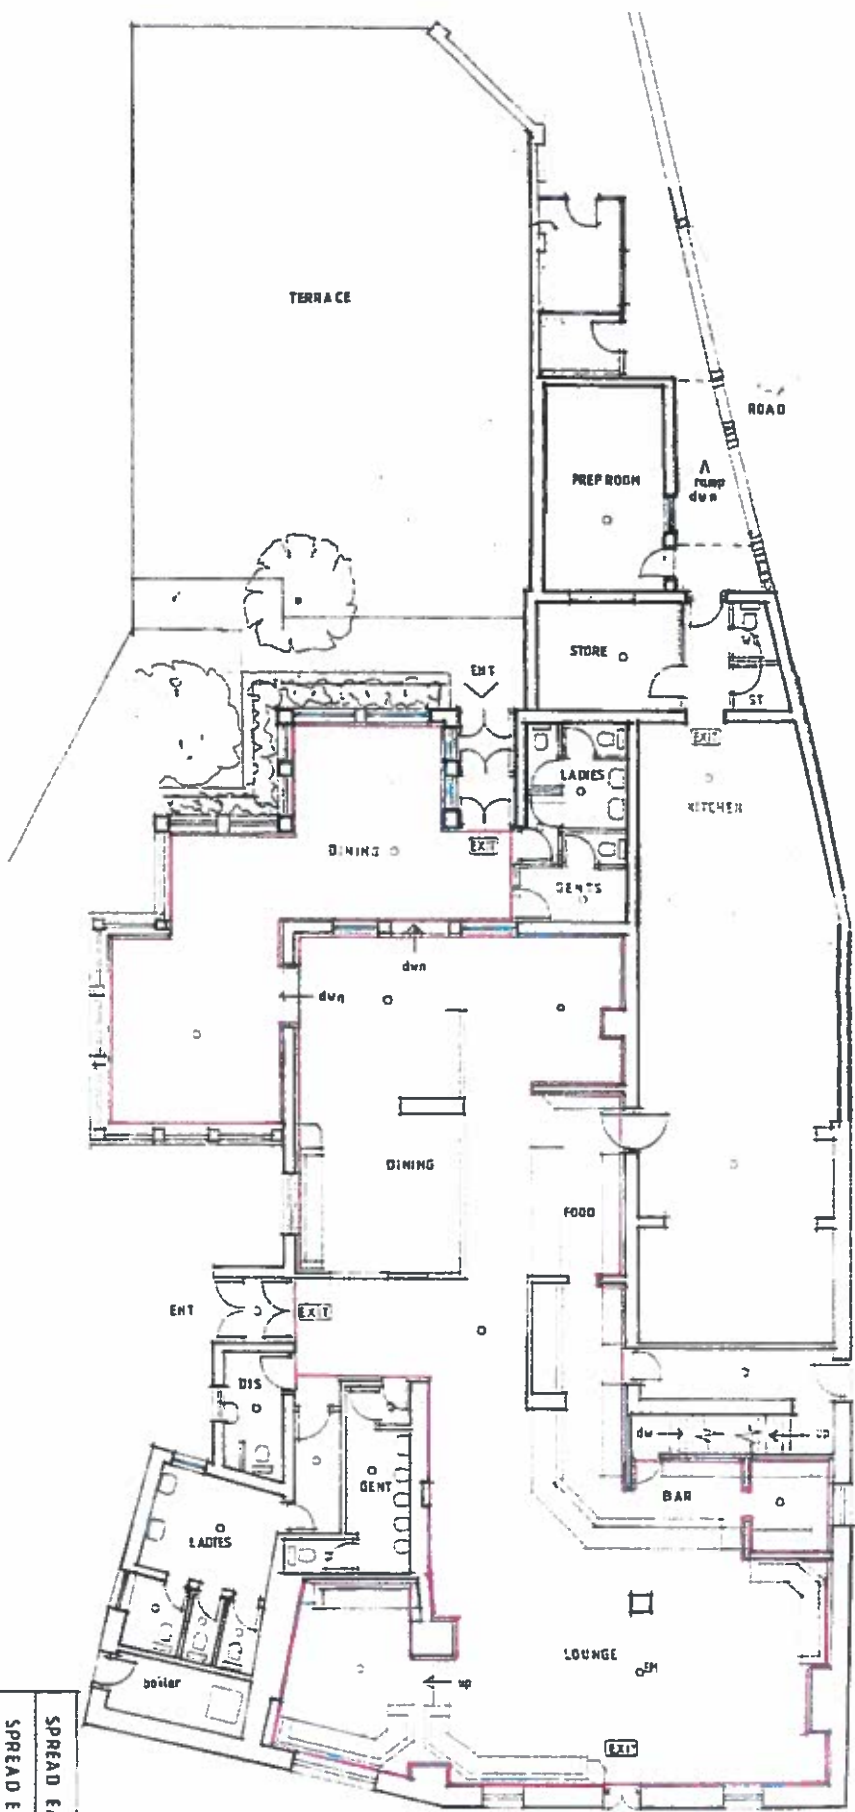 TERRACE
ROAD
PREP ROOM
ramp
dwn
STORE
ENT
ST
EXIT
LADIES
KITCHEN
DINING
EXIT
GENTS
dwn
dwn
DINING
FOOD
ENT
EXIT
DIS
dw
up
GENT
BAR
LADIES
LOUNGE
EM
up
boiler
EXIT
SPREAD
SPREAD